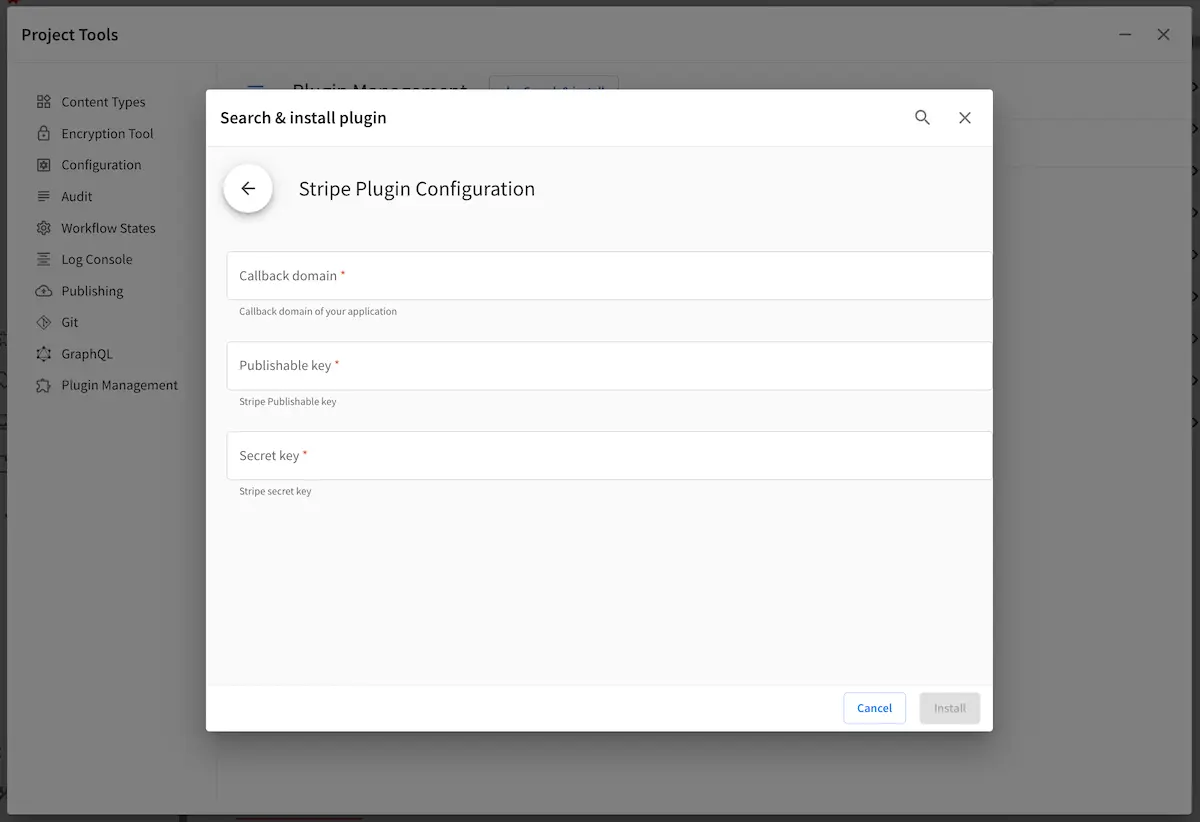 Project Tools
Content Types
Encryption Tool
Configuration
Audit
Workflow States
Log Console
Publishing
Git
GraphQL
Plugin Management
Plugin Management
Search & install
Search & install plugin
Stripe Plugin Configuration
Callback domain *
Callback domain of your application
Publishable key *
Stripe Publishable key
Secret key *
Stripe secret key
Cancel
Install